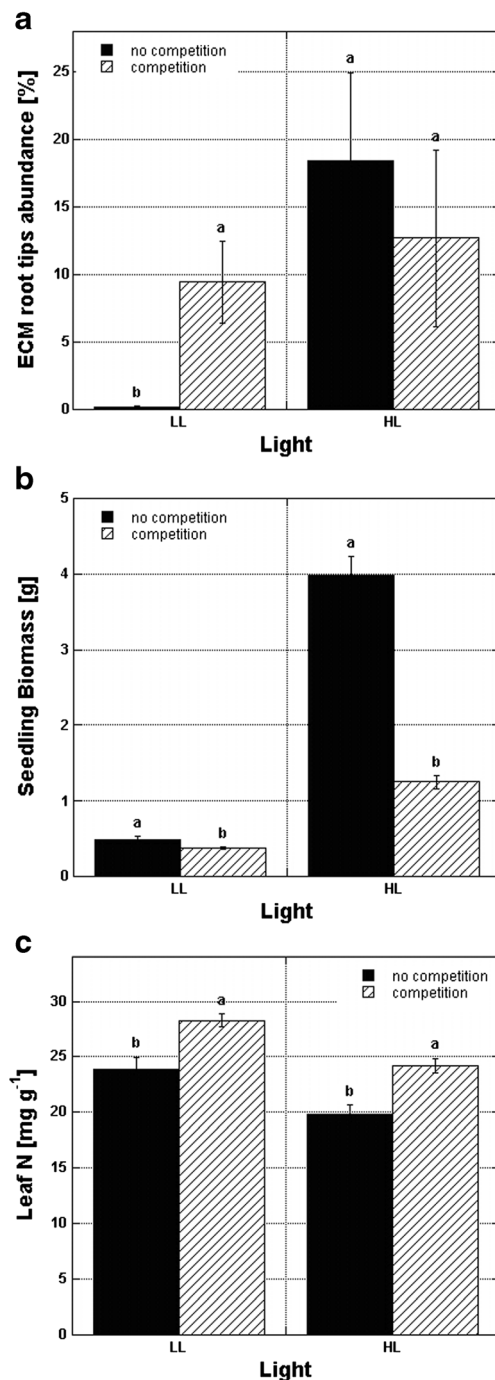 a
no competition
competition
ECM root tips abundance [%]
25
20
15
10
5
0
b
a
a
a
LL
HL
Light
b
no competition
competition
Seedling Biomass [g]
5
4
3
2
1
0
a
b
a
b
LL
HL
Light
c
no competition
competition
Leaf N [mg g⁻¹]
30
25
20
15
10
5
0
b
a
b
a
LL
HL
Light